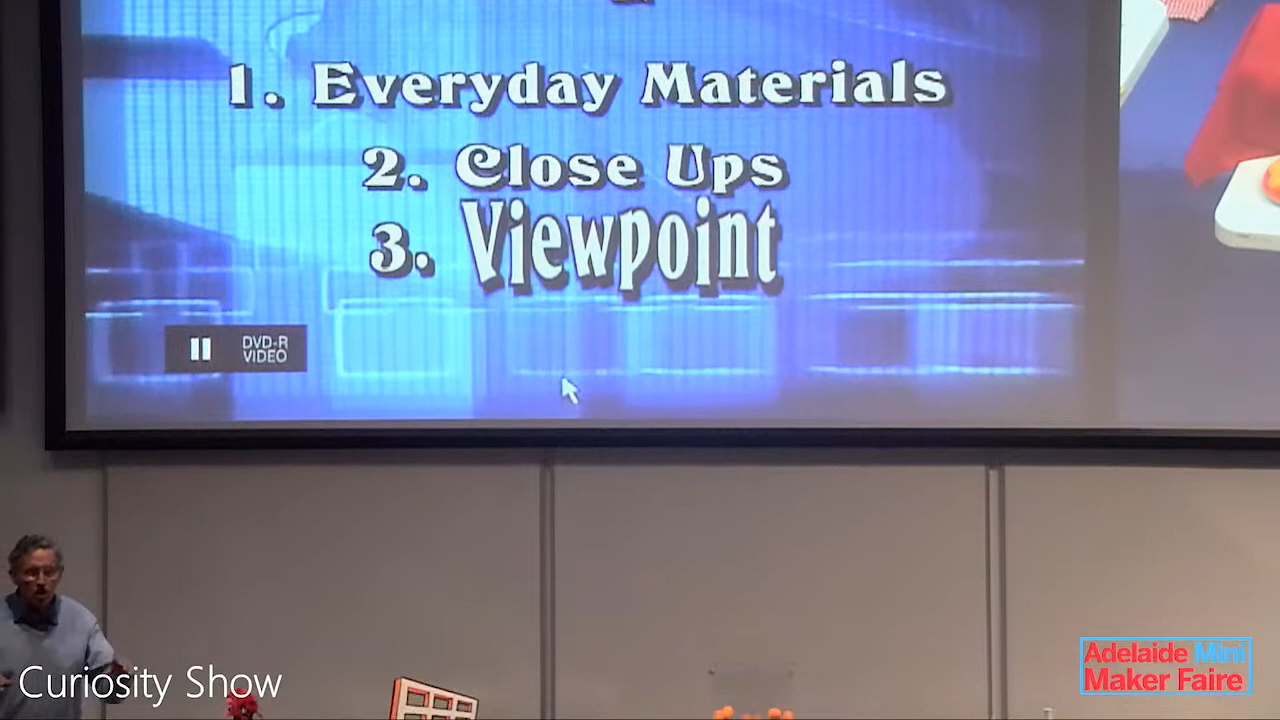 1. Everyday Materials
2. Close Ups
3. Viewpoint
DVD-R
VIDEO
Curiosity Show
Adelaide Mini
Maker Faire